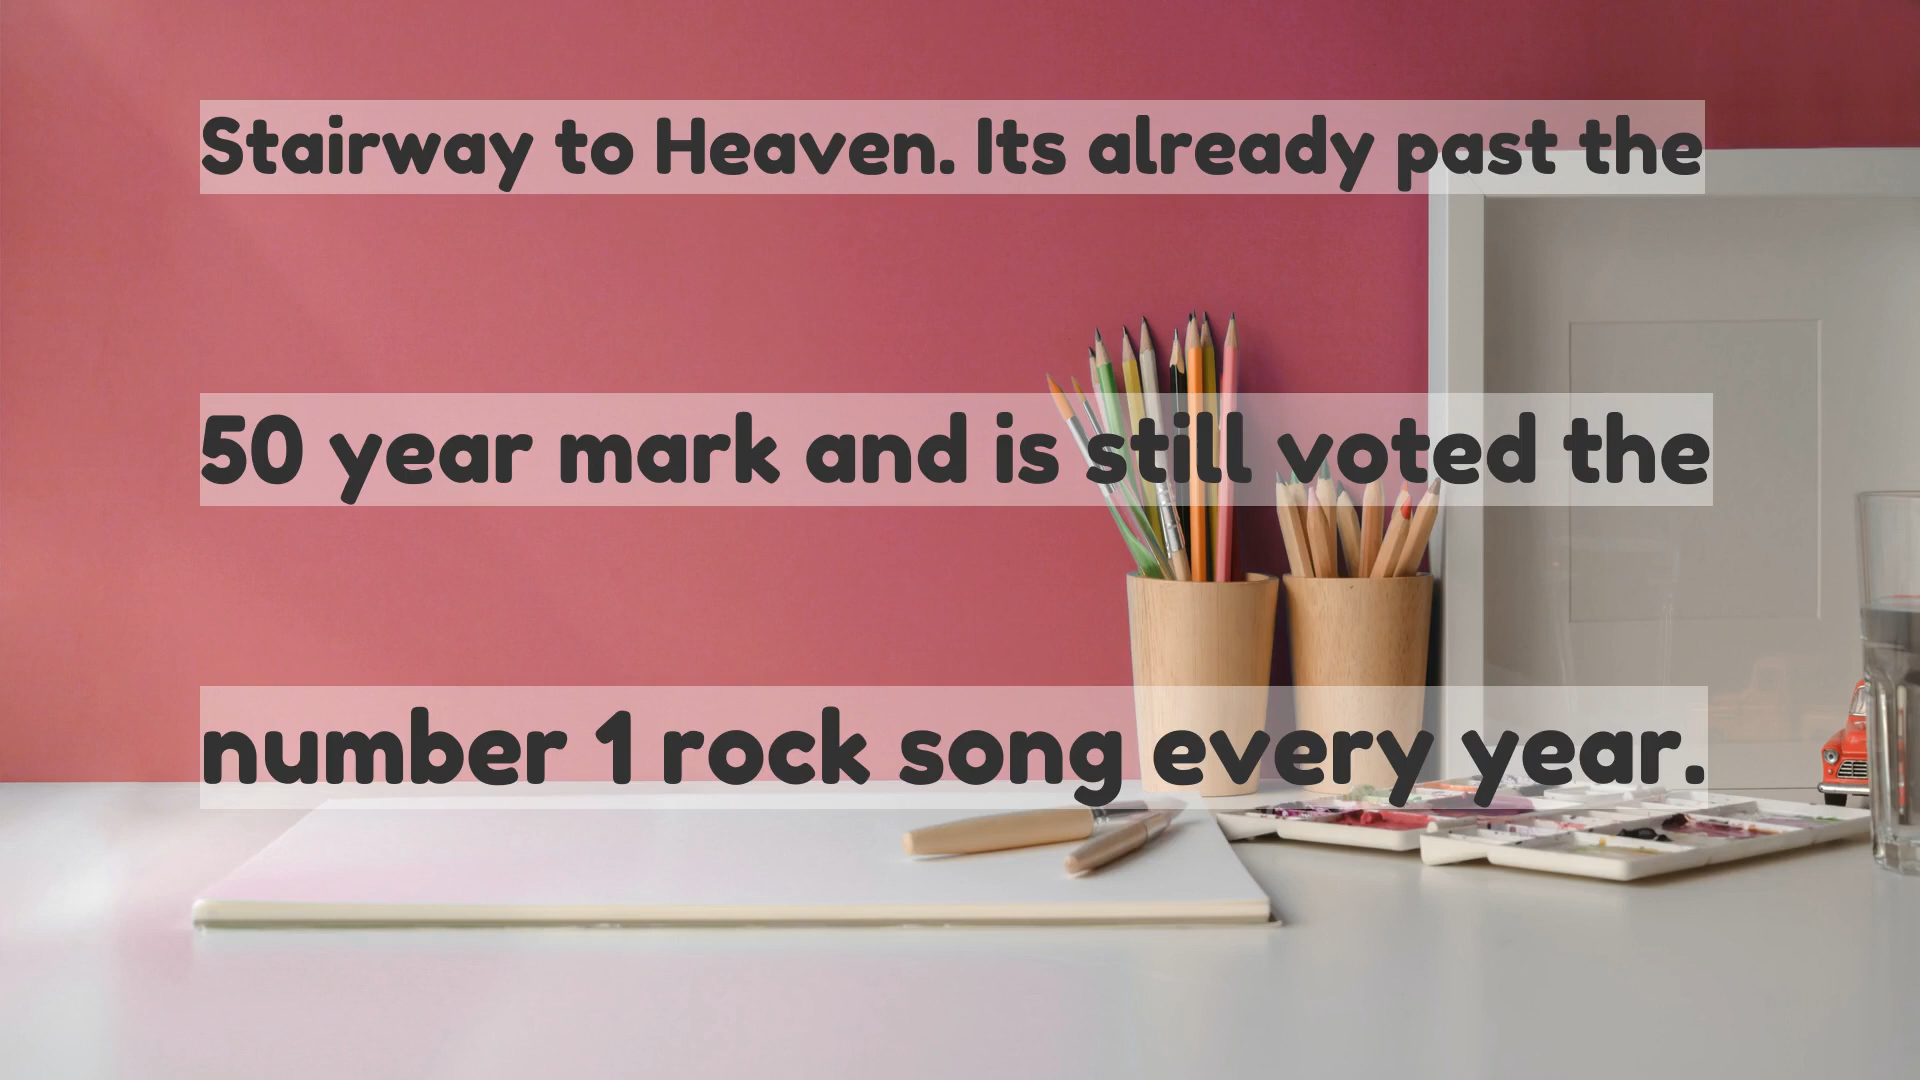 Stairway to Heaven. Its already past the
50 year mark and is still voted the
number 1 rock song every year.